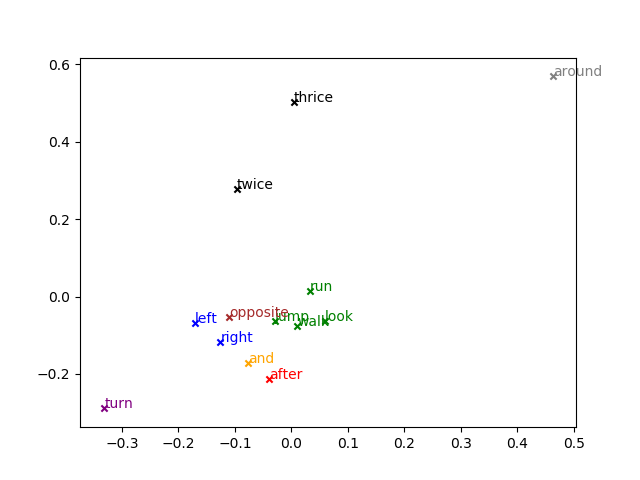 0.6
around
thrice
0.4
twice
0.2
run
0.0
opposite
left
jump
walk
look
right
and
after
−0.2
turn
−0.3
−0.2
−0.1
0.0
0.1
0.2
0.3
0.4
0.5